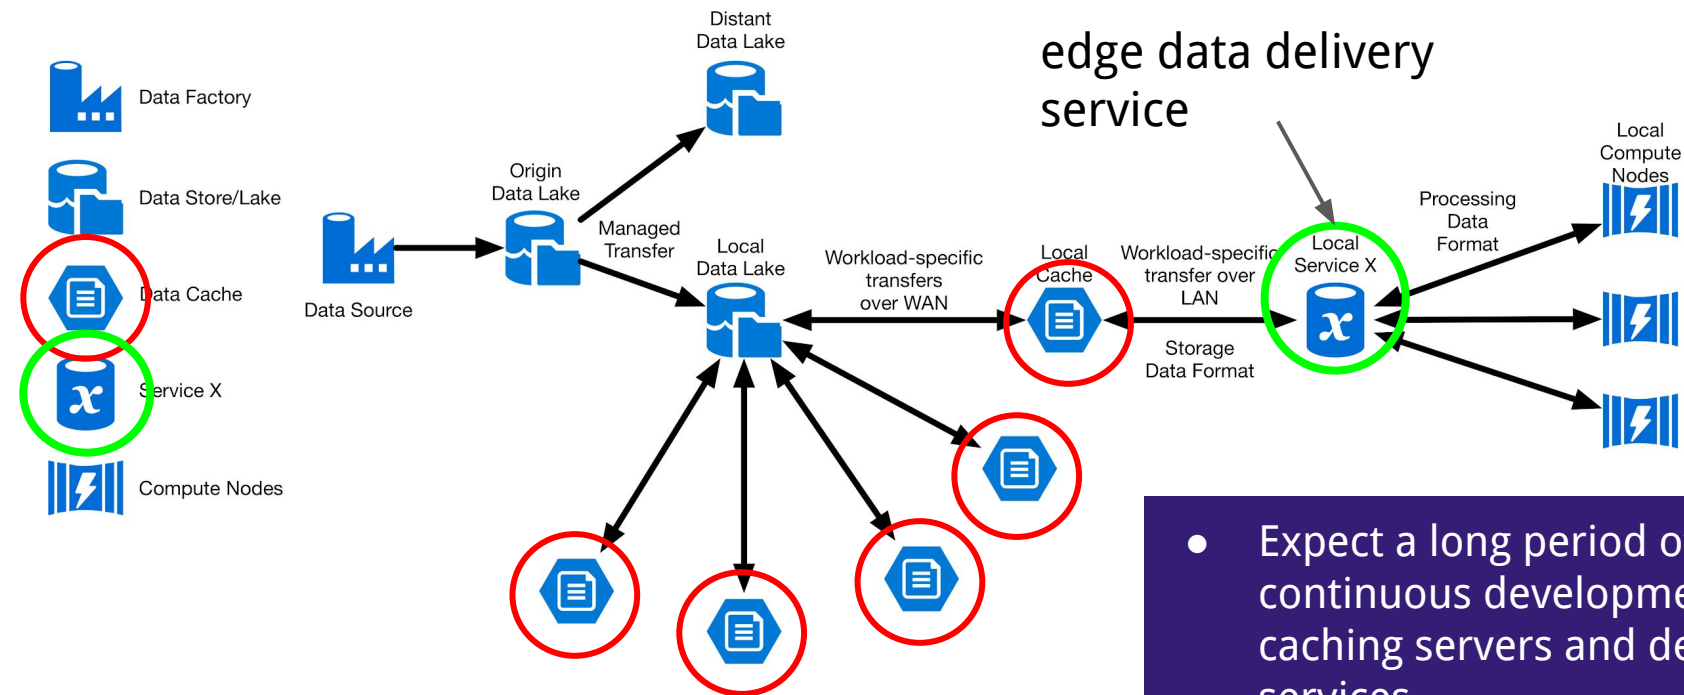 Data Factory
Data Store/Lake
Data Cache
Service X
Compute Nodes
Data Source
Origin
Data Lake
Distant
Data Lake
Managed
Transfer
Local
Data Lake
Workload-specific
transfers
over WAN
Local
Cache
Workload-specific
transfer over
LAN
Storage
Data Format
edge data delivery
service
Local
Service X
x
x
Processing
Data
Format
Local
Compute
Nodes
● Expect a long period
continuous
caching servers and
services